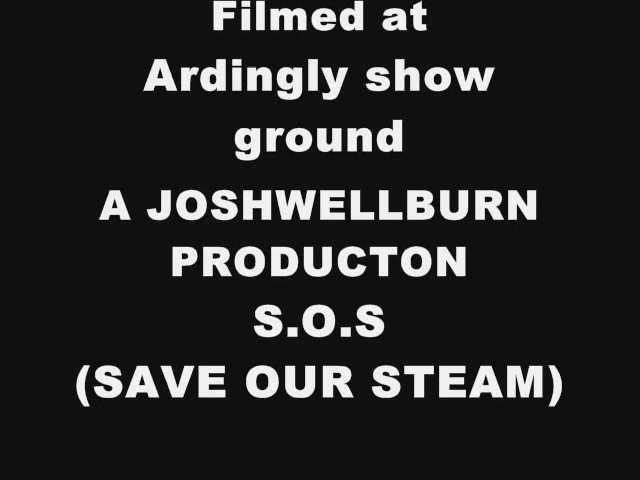 Filmed at
Ardingly show
ground
A JOSHWELLBURN
PRODUCTON
S.O.S
(SAVE OUR STEAM)